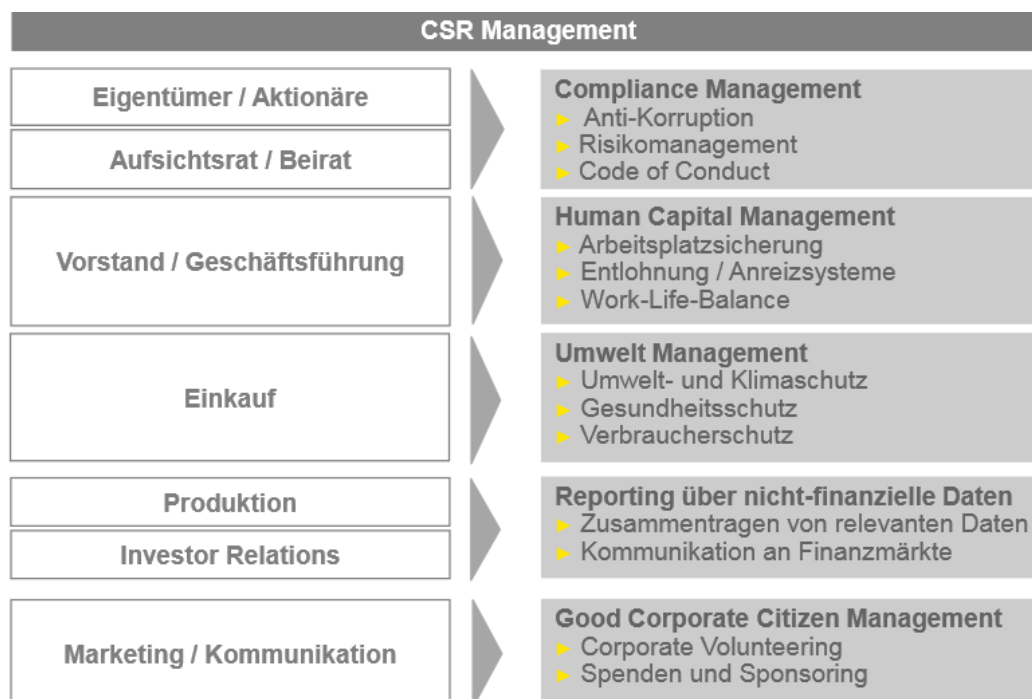 CSR Management
Eigentümer / Aktionäre
Aufsichtsrat / Beirat
Compliance Management
Anti-Korruption
Risikomanagement
Code of Conduct
Vorstand / Geschäftsführung
Human Capital Management
Arbeitsplatzsicherung
Entlohnung / Anreizsysteme
Work-Life-Balance
Einkauf
Umwelt Management
Umwelt- und Klimaschutz
Gesundheitsschutz
Verbraucherschutz
Produktion
Investor Relations
Reporting über nicht-finanzielle Daten
Zusammentragen von relevanten Daten
Kommunikation an Finanzmärkte
Marketing / Kommunikation
Good Corporate Citizen Management
Corporate Volunteering
Spenden und Sponsoring